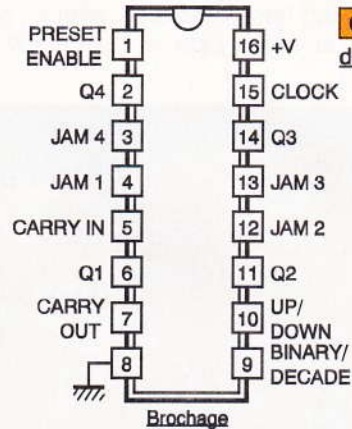 PRESET
ENABLE
1
16
+V
Q4
2
15
CLOCK
JAM 4
3
14
Q3
JAM 1
4
13
JAM 3
CARRY IN
5
12
JAM 2
Q1
6
11
Q2
CARRY
OUT
7
10
UP/
DOWN
8
9
BINARY/
DECADE
Brochage